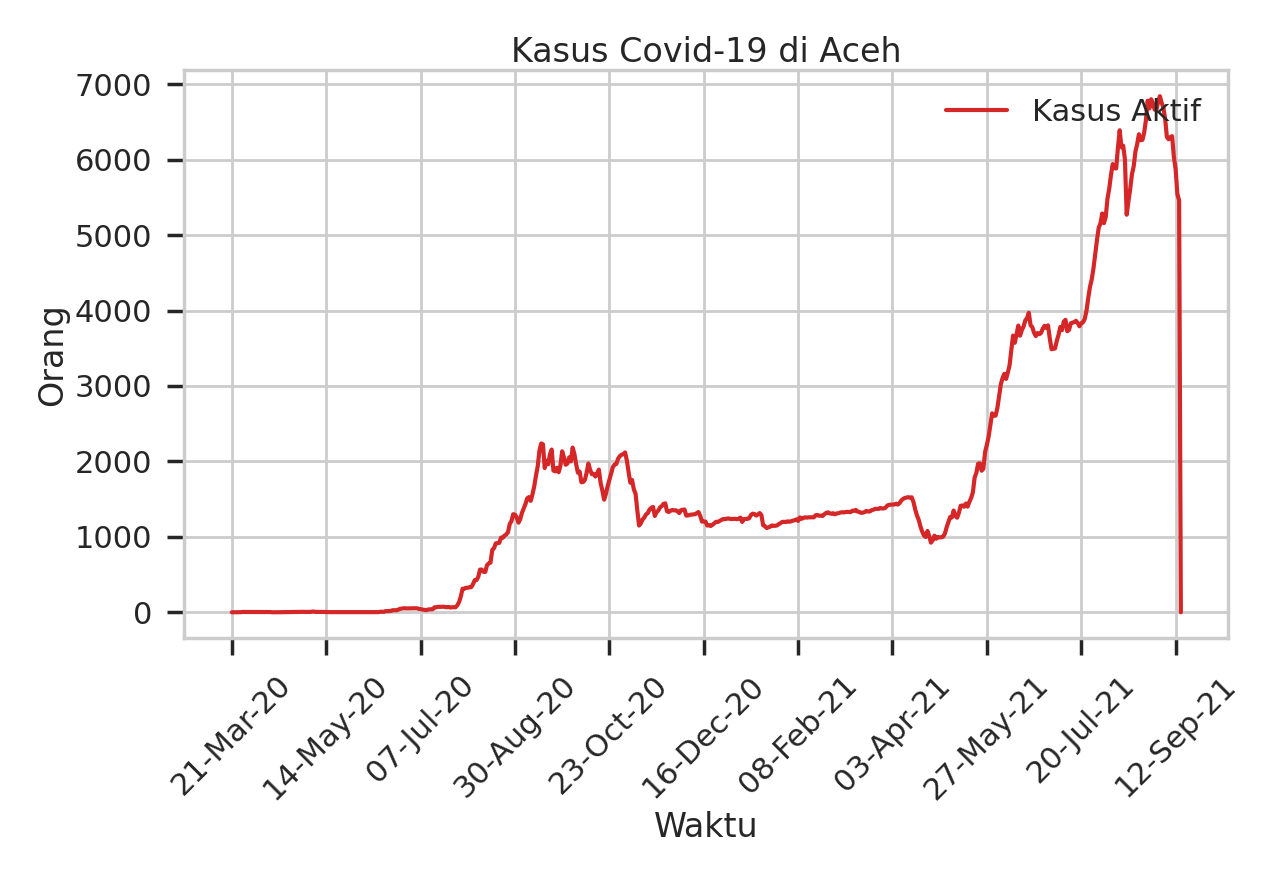 Kasus Covid-19 di Aceh
Kasus Aktif
7000
6000
5000
4000
3000
2000
1000
0
Orang
21-Mar-20
14-May-20
07-Jul-20
30-Aug-20
23-Oct-20
16-Dec-20
08-Feb-21
03-Apr-21
27-May-21
20-Jul-21
12-Sep-21
Waktu